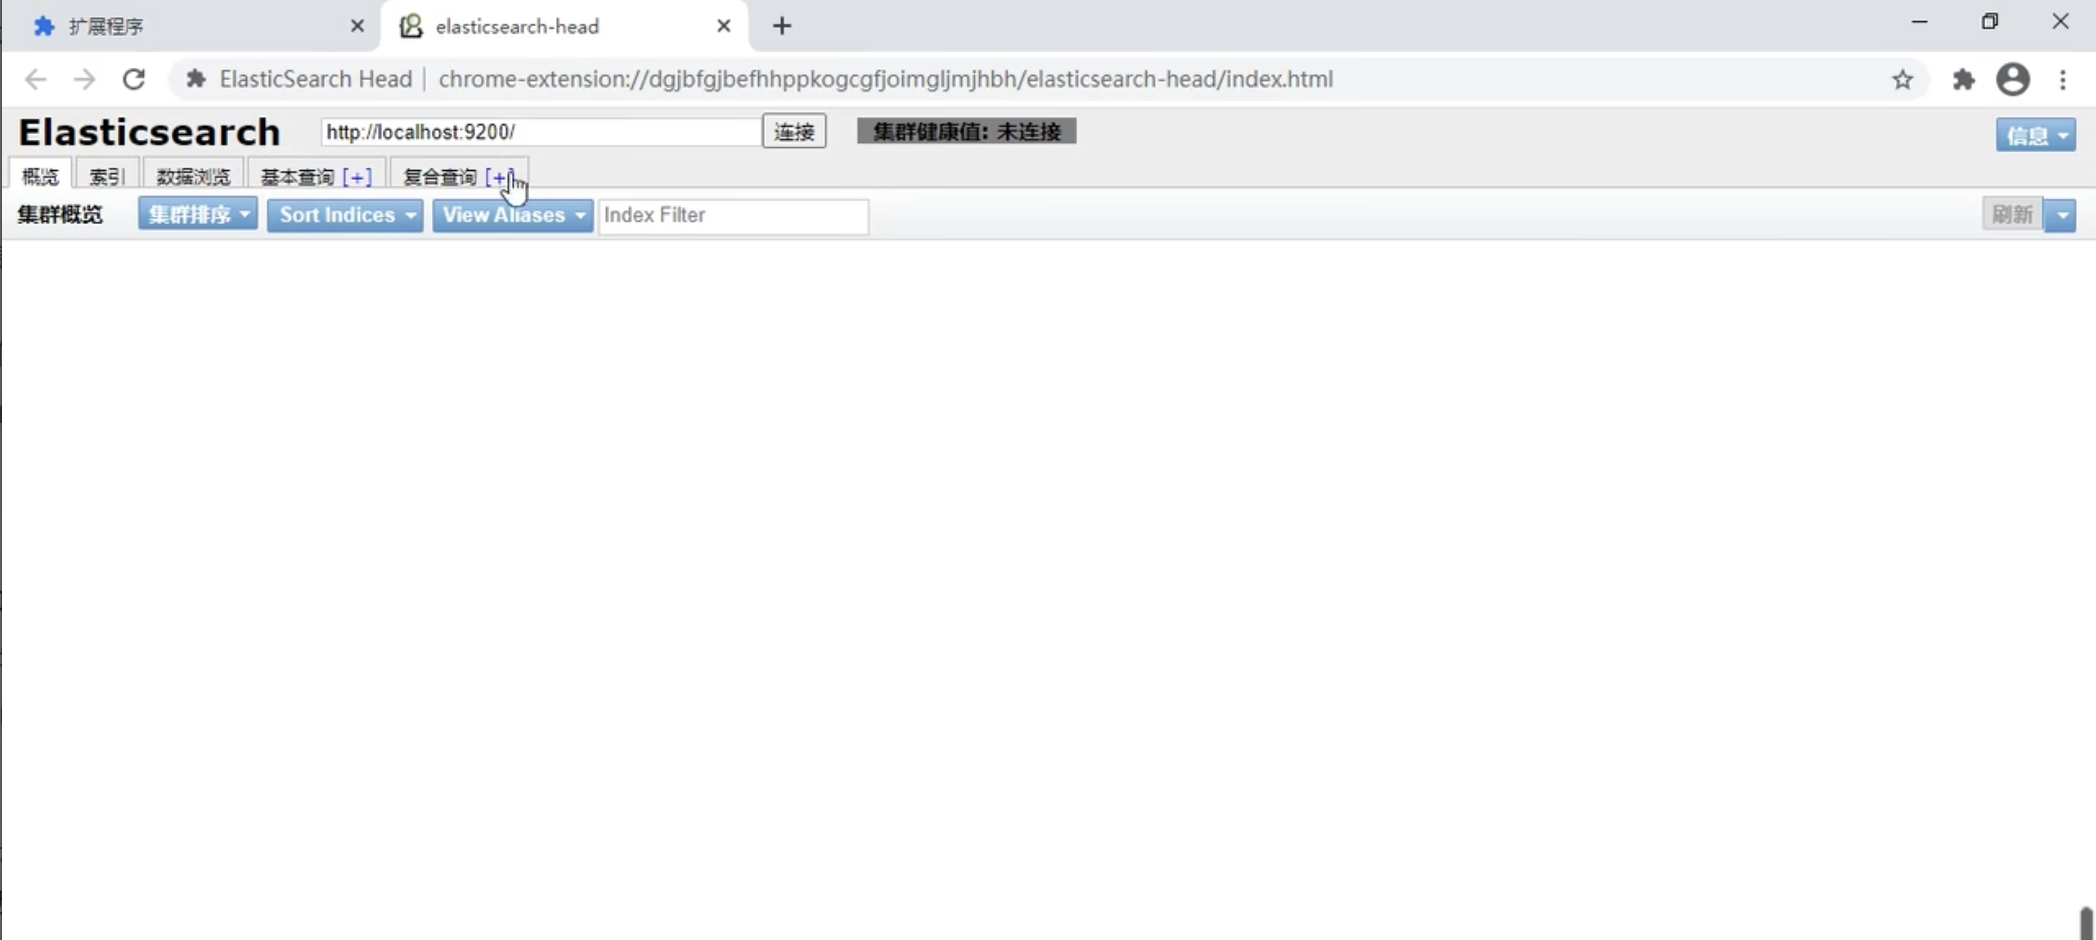 扩展程序
elasticsearch-head
ElasticSearch Head | chrome-extension://dgjbfgjbefhhppkogcgfjoimgljmjhbh/elasticsearch-head/index.html
Elasticsearch http://localhost:9200/ 连接 集群健康值: 未连接 信息
概览 索引 数据浏览 基本查询 [+] 复合查询 [+]
集群概览 集群排序 Sort Indices View Aliases Index Filter 刷新